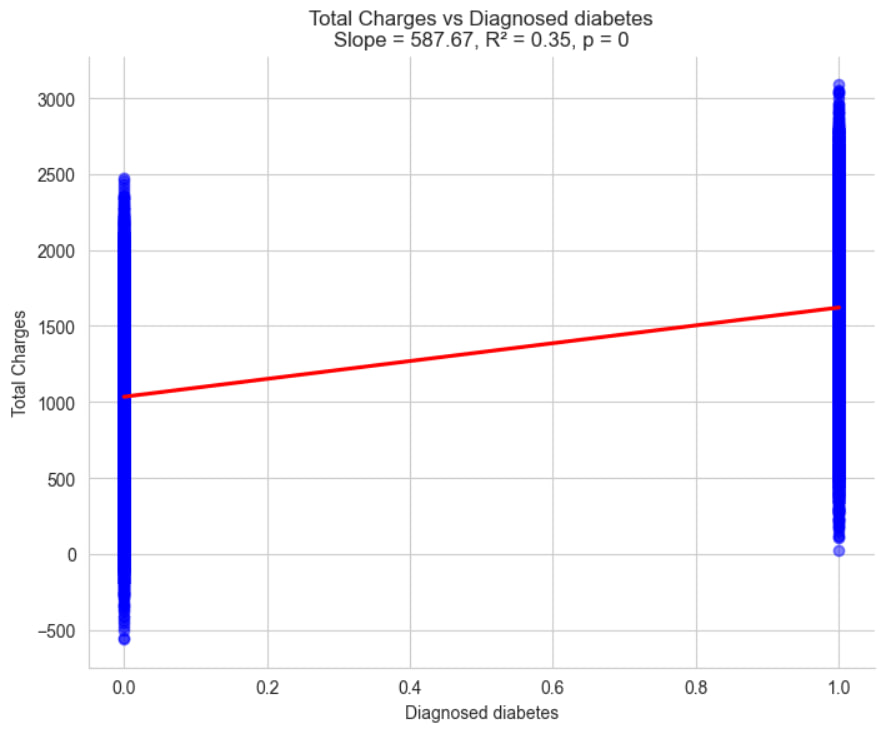 Total Charges vs Diagnosed diabetes
Slope = 587.67, R² = 0.35, p = 0
3000
2500
2000
1500
1000
500
0
−500
Total Charges
0.0 0.2 0.4 0.6 0.8 1.0
Diagnosed diabetes